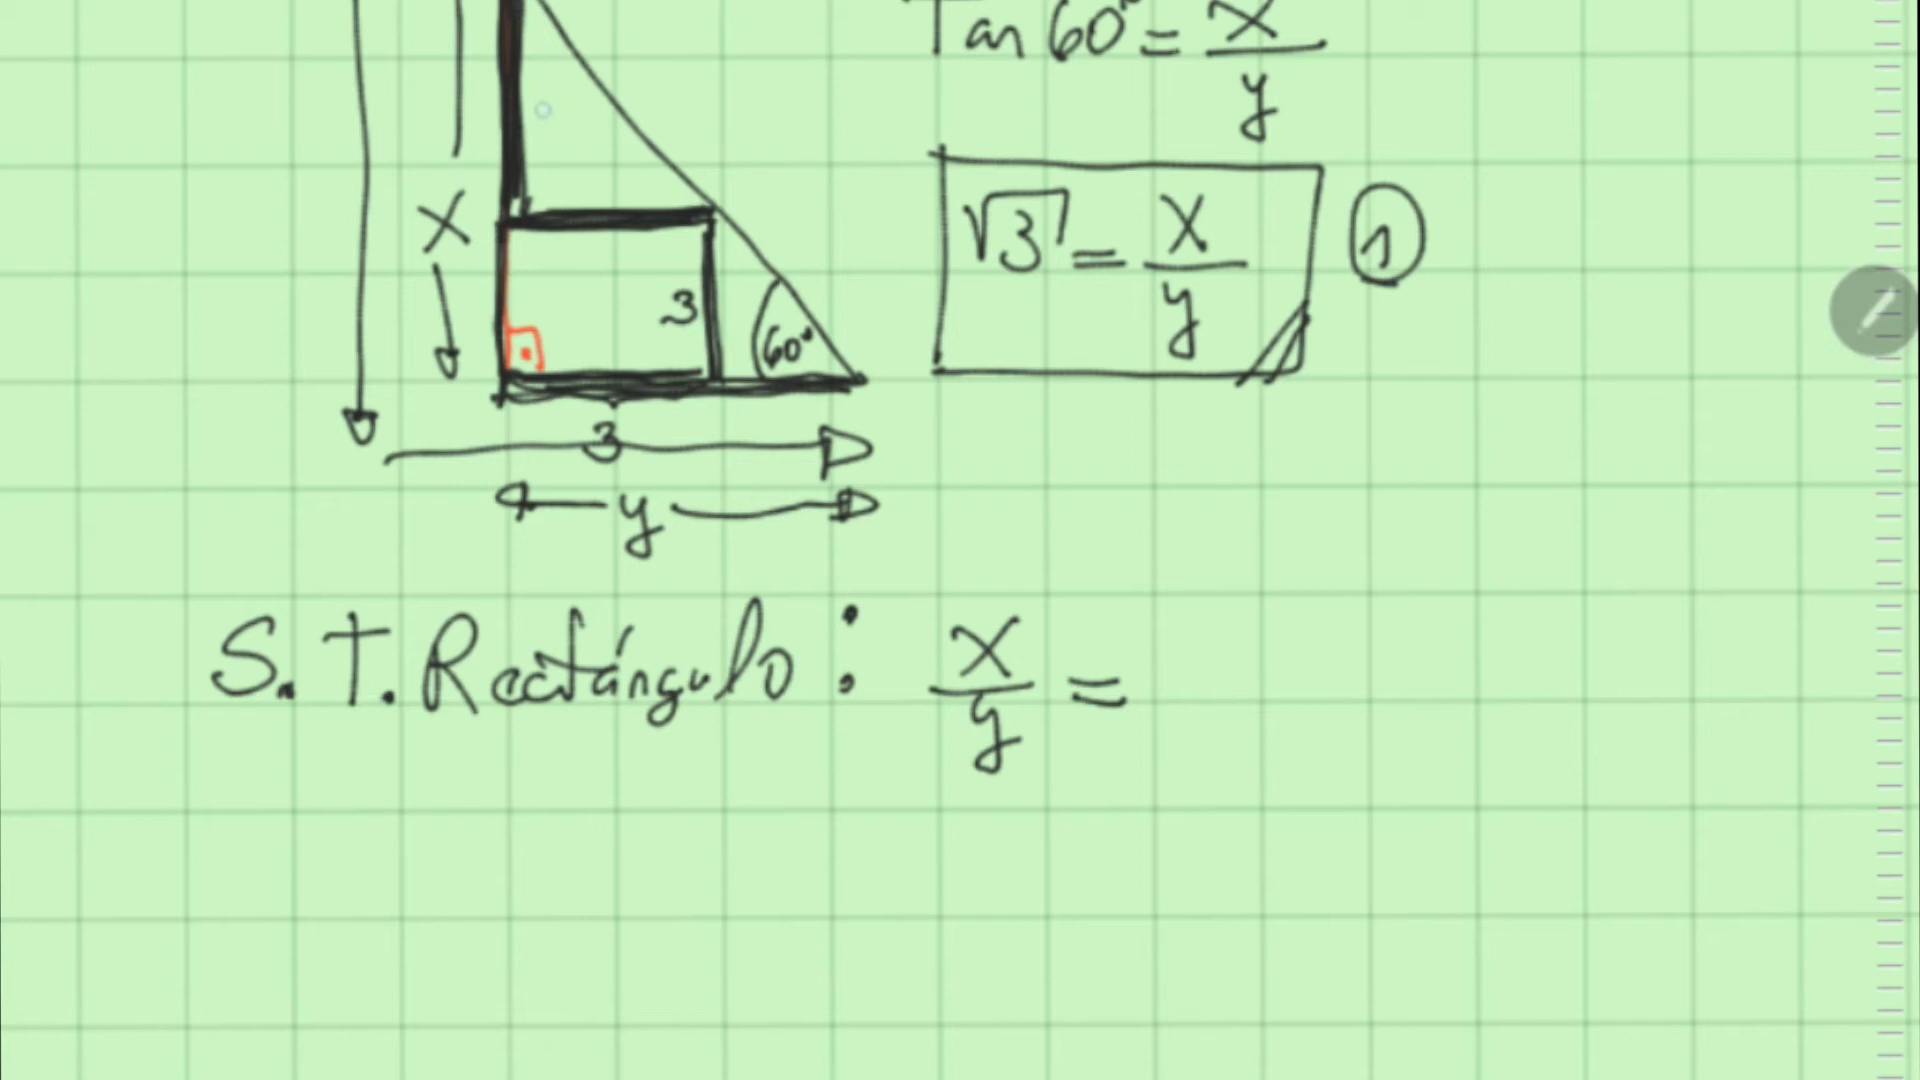 Tan 60° = x/y
√3 = x/y
1
x
3
60°
3
y
S.T. Rectángulo: x/y =